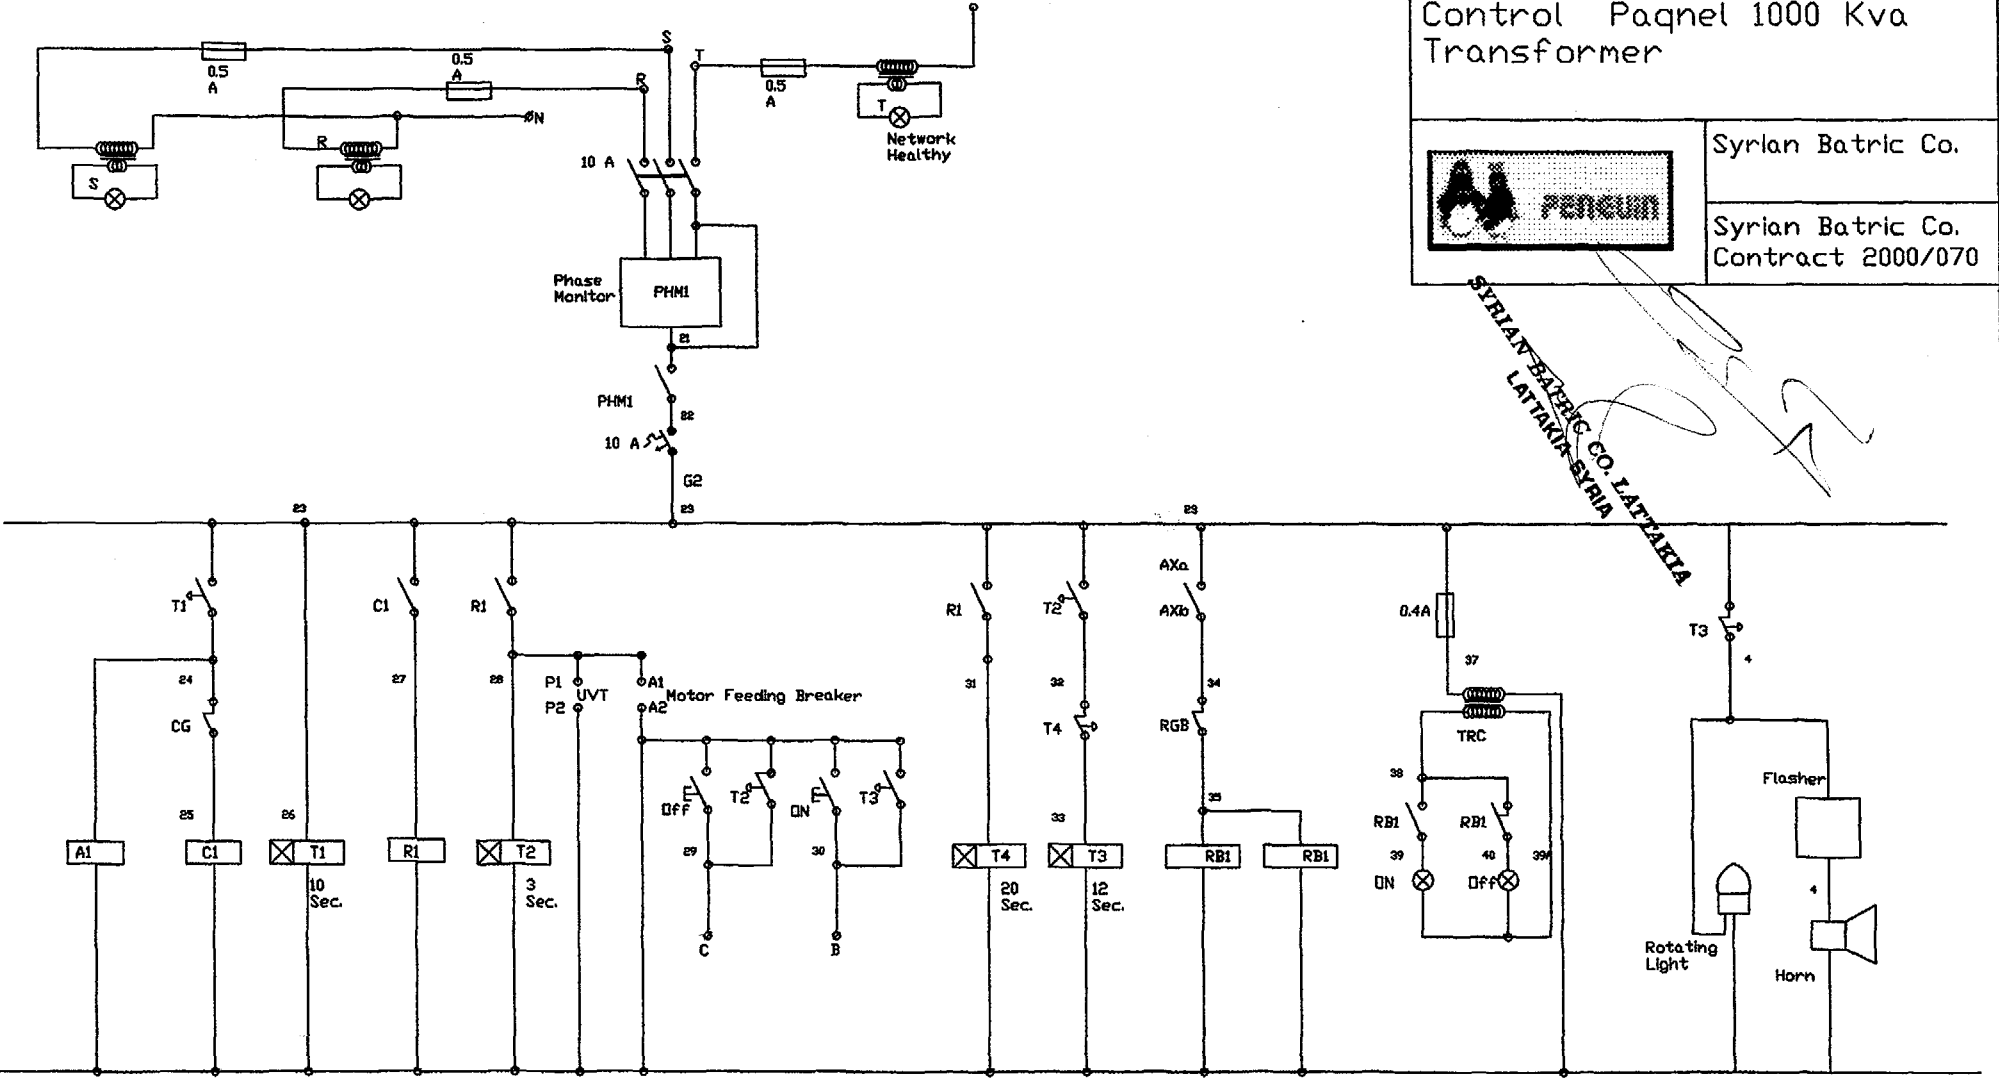 Control Paqnel 1000 Kva
Transformer
Syrian Batric Co.
Syrian Batric Co.
Contract 2000/070
PENGUIN
SYRIAN BATRIC CO. LATTAKIA
LATTAKIA SYRIA
S
T
0.5
A
0.5
A
R
0.5
A
T
Network
Healthy
N
R
S
10 A
Phase
Monitor
PHM1
21
PHM1
22
10 A
G2
23
23
23
T1
C1
R1
R1
T2
AXa
AXb
0.4A
T3
24
27
28
P1
UVT
P2
A1
A2
Motor Feeding Breaker
31
32
34
37
4
CG
T4
RGB
TRC
38
Flasher
Off
T2
ON
T3
25
26
33
35
RB1
RB1
29
30
39
40
39A
A1
C1
T1
R1
T2
T4
T3
RB1
RB1
ON
Off
10
Sec.
3
Sec.
20
Sec.
12
Sec.
4
C
B
Rotating
Light
Horn